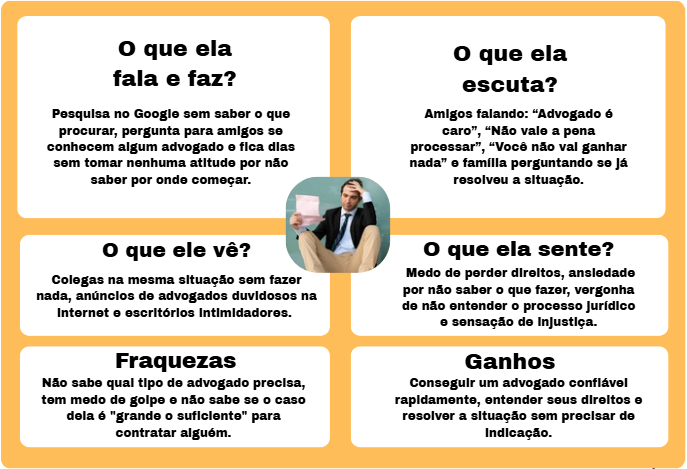 O que ela
fala e faz?
Pesquisa no Google sem saber o que
procurar, pergunta para amigos se
conhecem algum advogado e fica dias
sem tomar nenhuma atitude por não
saber por onde começar.
O que ela
escuta?
Amigos falando: “Advogado é
caro”, “Não vale a pena
processar”, “Você não vai ganhar
nada” e família perguntando se já
resolveu a situação.
O que ele vê?
Colegas na mesma situação sem fazer
nada, anúncios de advogados duvidosos na
internet e escritórios intimidadores.
O que ela sente?
Medo de perder direitos, ansiedade
por não saber o que fazer, vergonha
de não entender o processo jurídico
e sensação de injustiça.
Fraquezas
Não sabe qual tipo de advogado precisa,
tem medo de golpe e não sabe se o caso
dela é "grande o suficiente" para
contratar alguém.
Ganhos
Conseguir um advogado confiável
rapidamente, entender seus direitos e
resolver a situação sem precisar de
indicação.